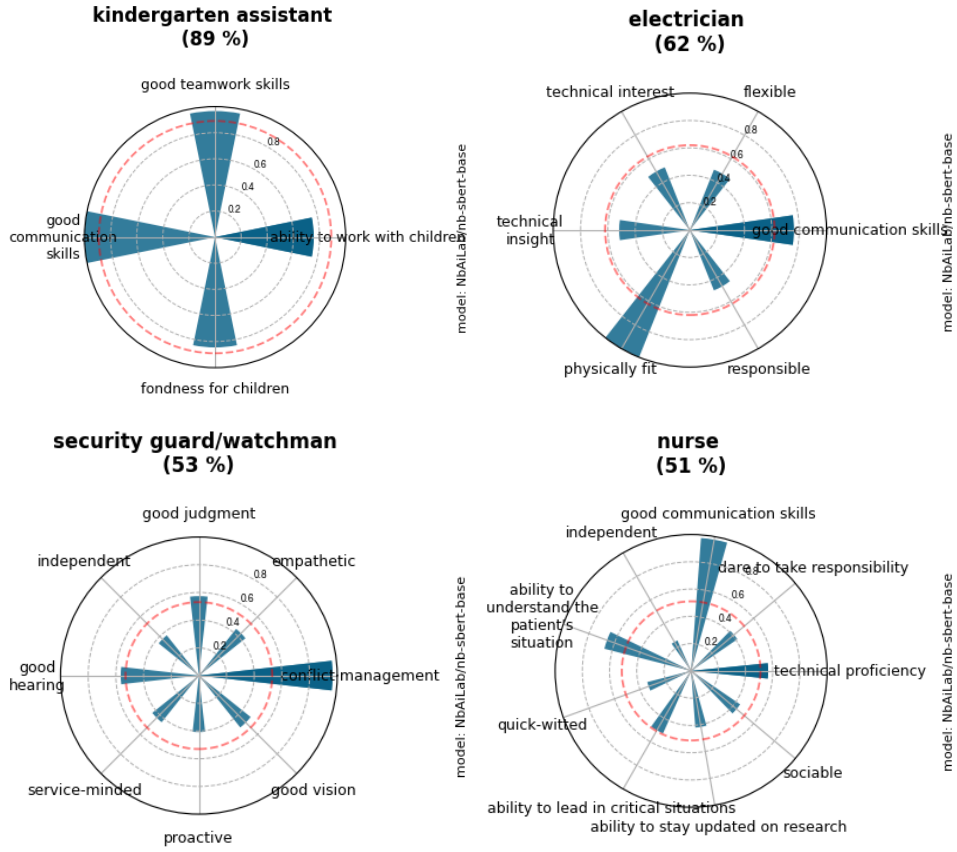 kindergarten assistant
(89 %)
good teamwork skills
0.8
0.6
0.4
0.2
good
communication
skills
ability to work with children
fondness for children
model: NbAiLab/nb-sbert-base
electrician
(62 %)
technical interest
flexible
0.8
0.6
0.4
0.2
technical
insight
good communication skills
physically fit
responsible
model: NbAiLab/nb-sbert-base
security guard/watchman
(53 %)
good judgment
independent
empathetic
0.8
0.6
0.4
0.2
good
hearing
conflict management
service-minded
good vision
proactive
model: NbAiLab/nb-sbert-base
nurse
(51 %)
good communication skills
independent
dare to take responsibility
0.8
0.6
0.4
0.2
ability to
understand the
patient's
situation
technical proficiency
quick-witted
sociable
ability to lead in critical situations
ability to stay updated on research
model: NbAiLab/nb-sbert-base